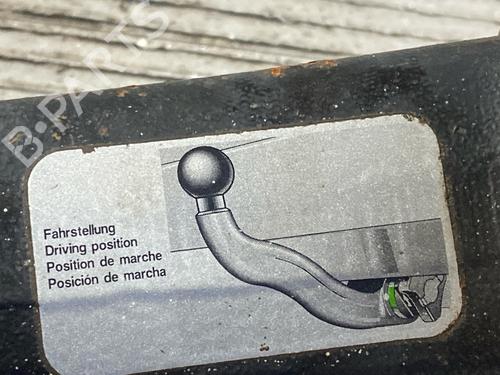 B-PARTS
Fahrstellung
Driving position
Position de marche
Posición de marcha